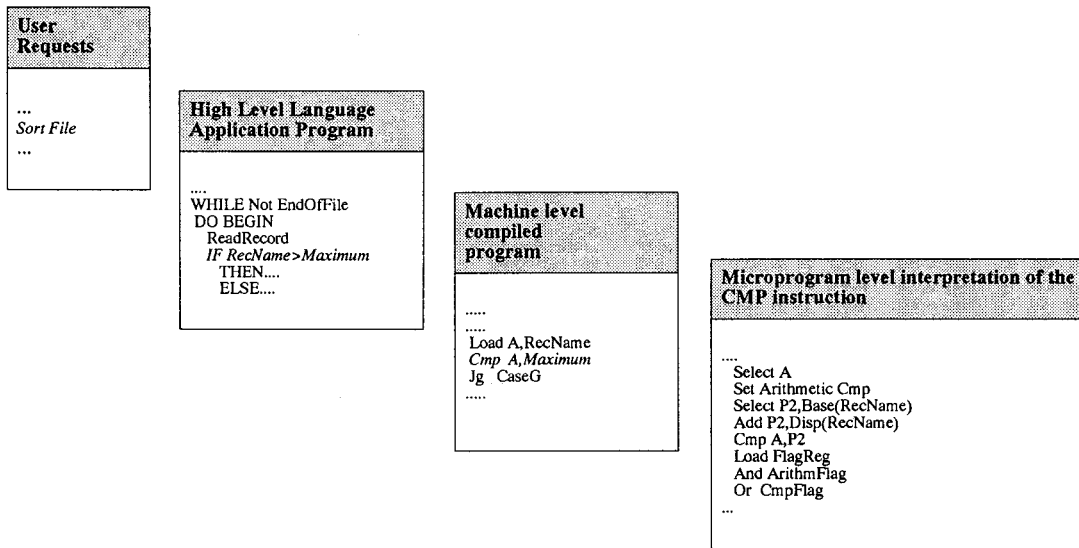 User
Requests
...
Sort File
...
High Level Language
Application Program
....
WHILE Not EndOfFile
DO BEGIN
ReadRecord
IF RecName>Maximum
THEN....
ELSE....
Machine level
compiled
program
.....
.....
Load A,RecName
Cmp A,Maximum
Jg CaseG
.....
Microprogram level interpretation of the
CMP instruction
....
Select A
Set Arithmetic Cmp
Select P2,Base(RecName)
Add P2,Disp(RecName)
Cmp A,P2
Load FlagReg
And ArithmFlag
Or CmpFlag
...